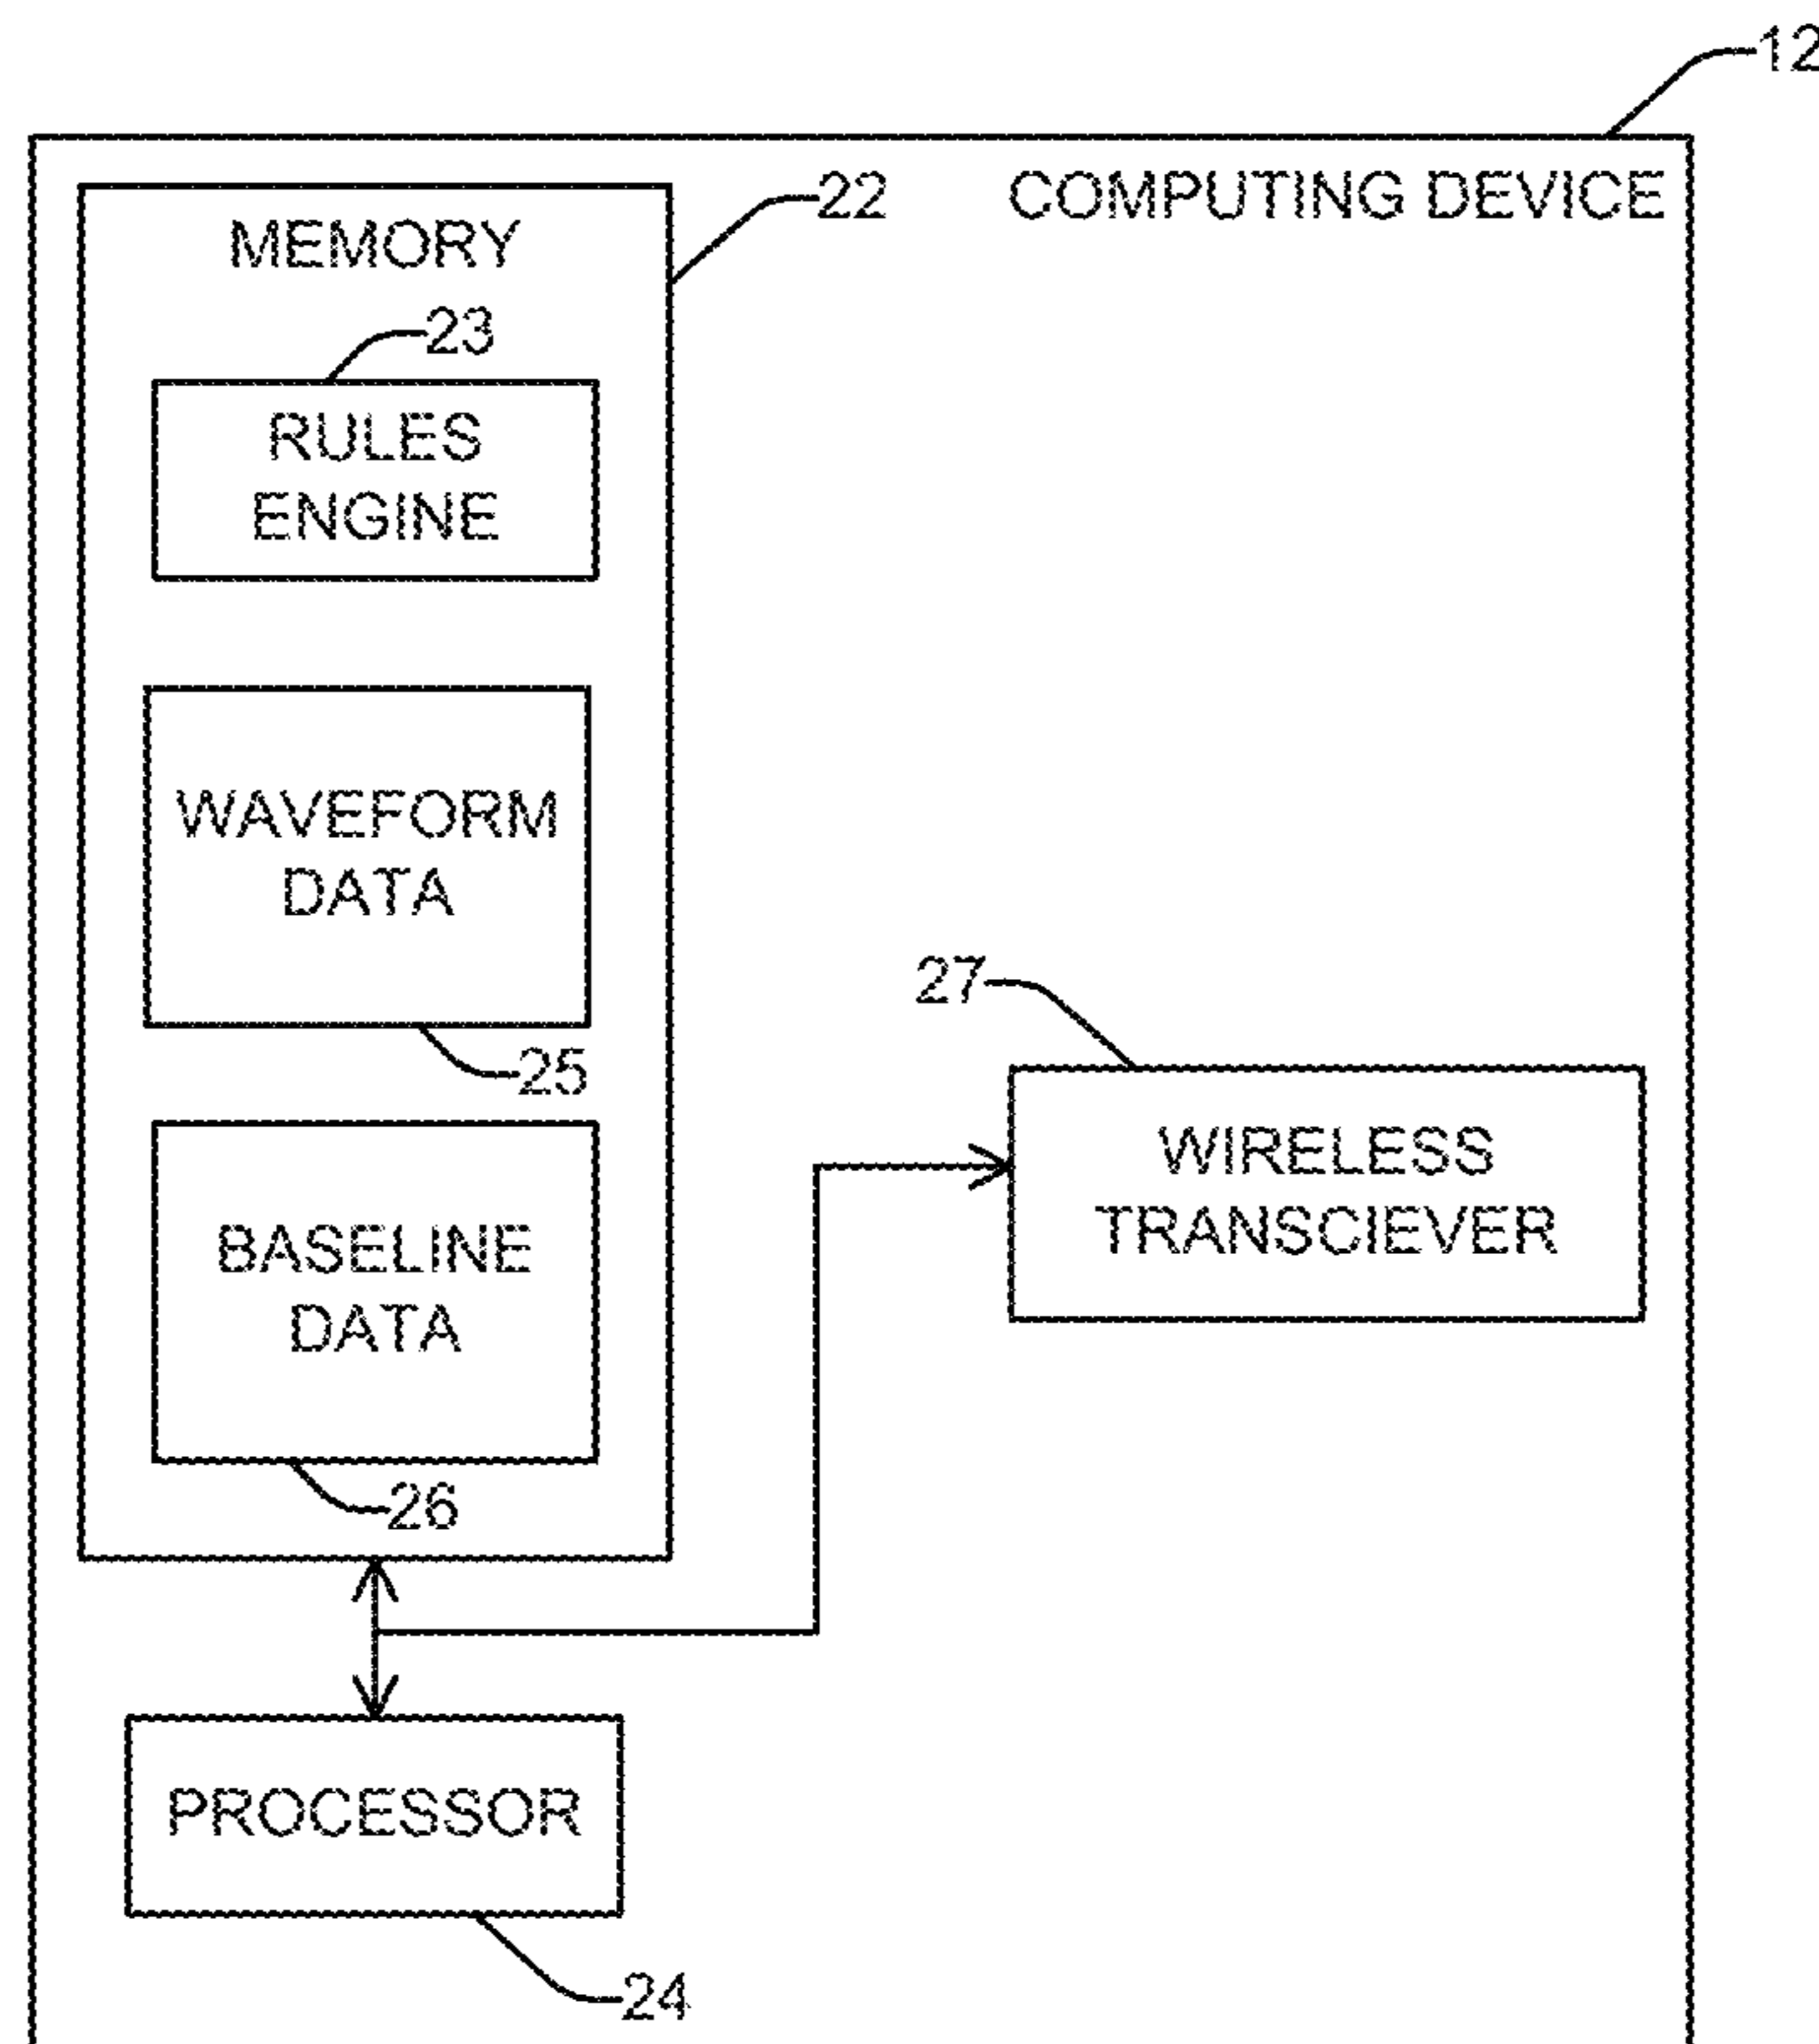 12
COMPUTING DEVICE
22
MEMORY
23
RULES
ENGINE
WAVEFORM
DATA
25
27
WIRELESS
TRANSCIEVER
BASELINE
DATA
26
PROCESSOR
24